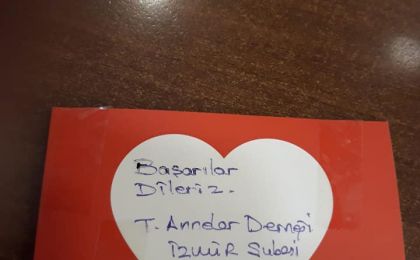 Başarılar
Dileriz.
T. Anneler Derneği
İZMİR Şubesi